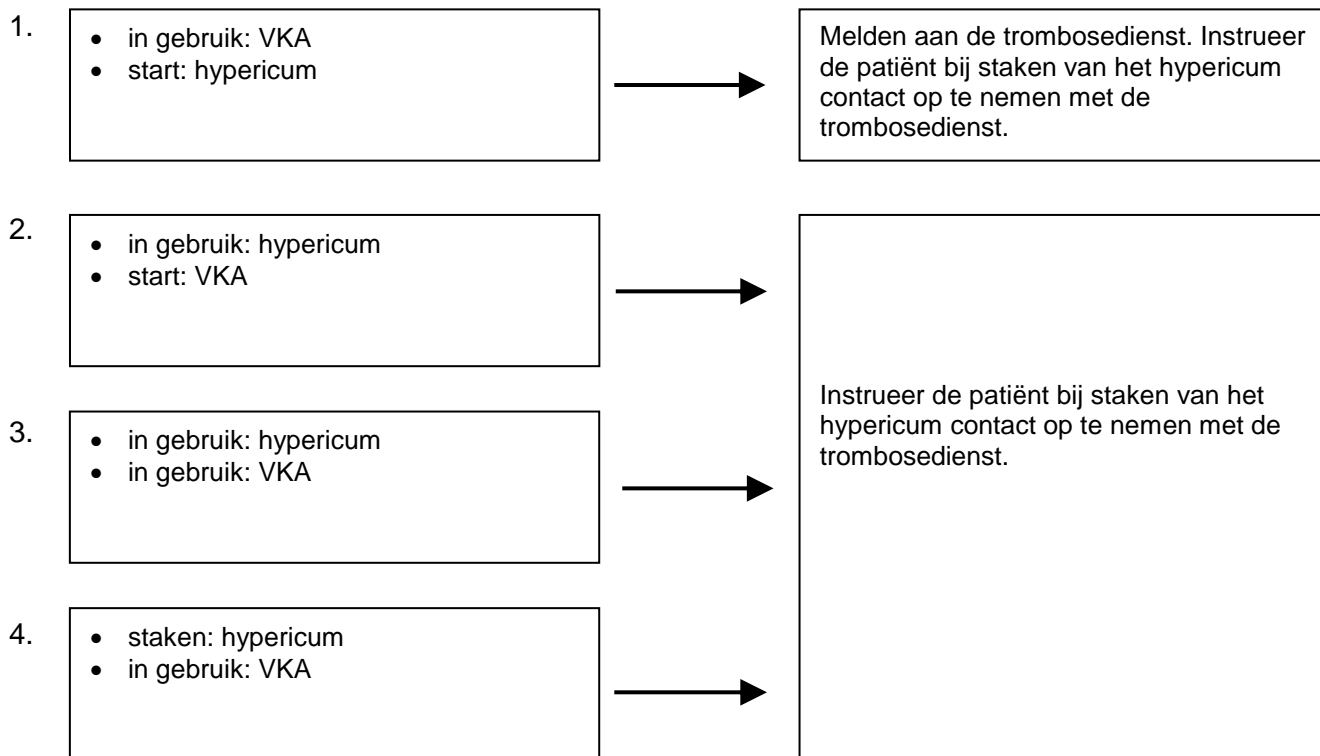 1.
• in gebruik: VKA
• start: hypericum
Melden aan de trombosedienst. Instrueer
de patiënt bij staken van het hypericum
contact op te nemen met de
trombosedienst.
2.
• in gebruik: hypericum
• start: VKA
3.
• in gebruik: hypericum
• in gebruik: VKA
Instrueer de patiënt bij staken van het
hypericum contact op te nemen met de
trombosedienst.
4.
• staken: hypericum
• in gebruik: VKA